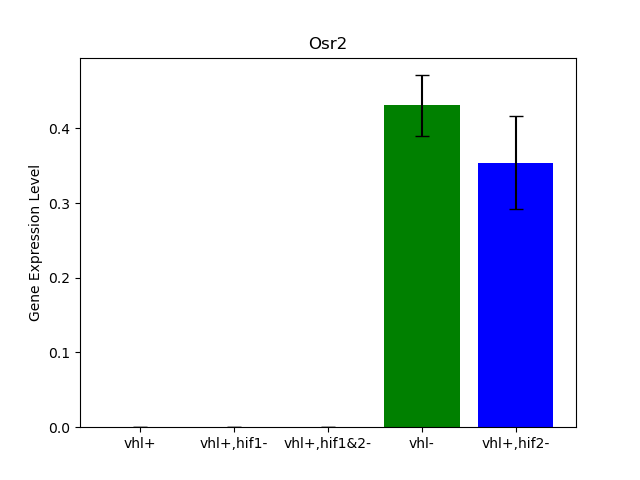 Osr2
Gene Expression Level
0.4
0.3
0.2
0.1
0.0
vhl+ vhl+,hif1- vhl+,hif1&2- vhl- vhl+,hif2-